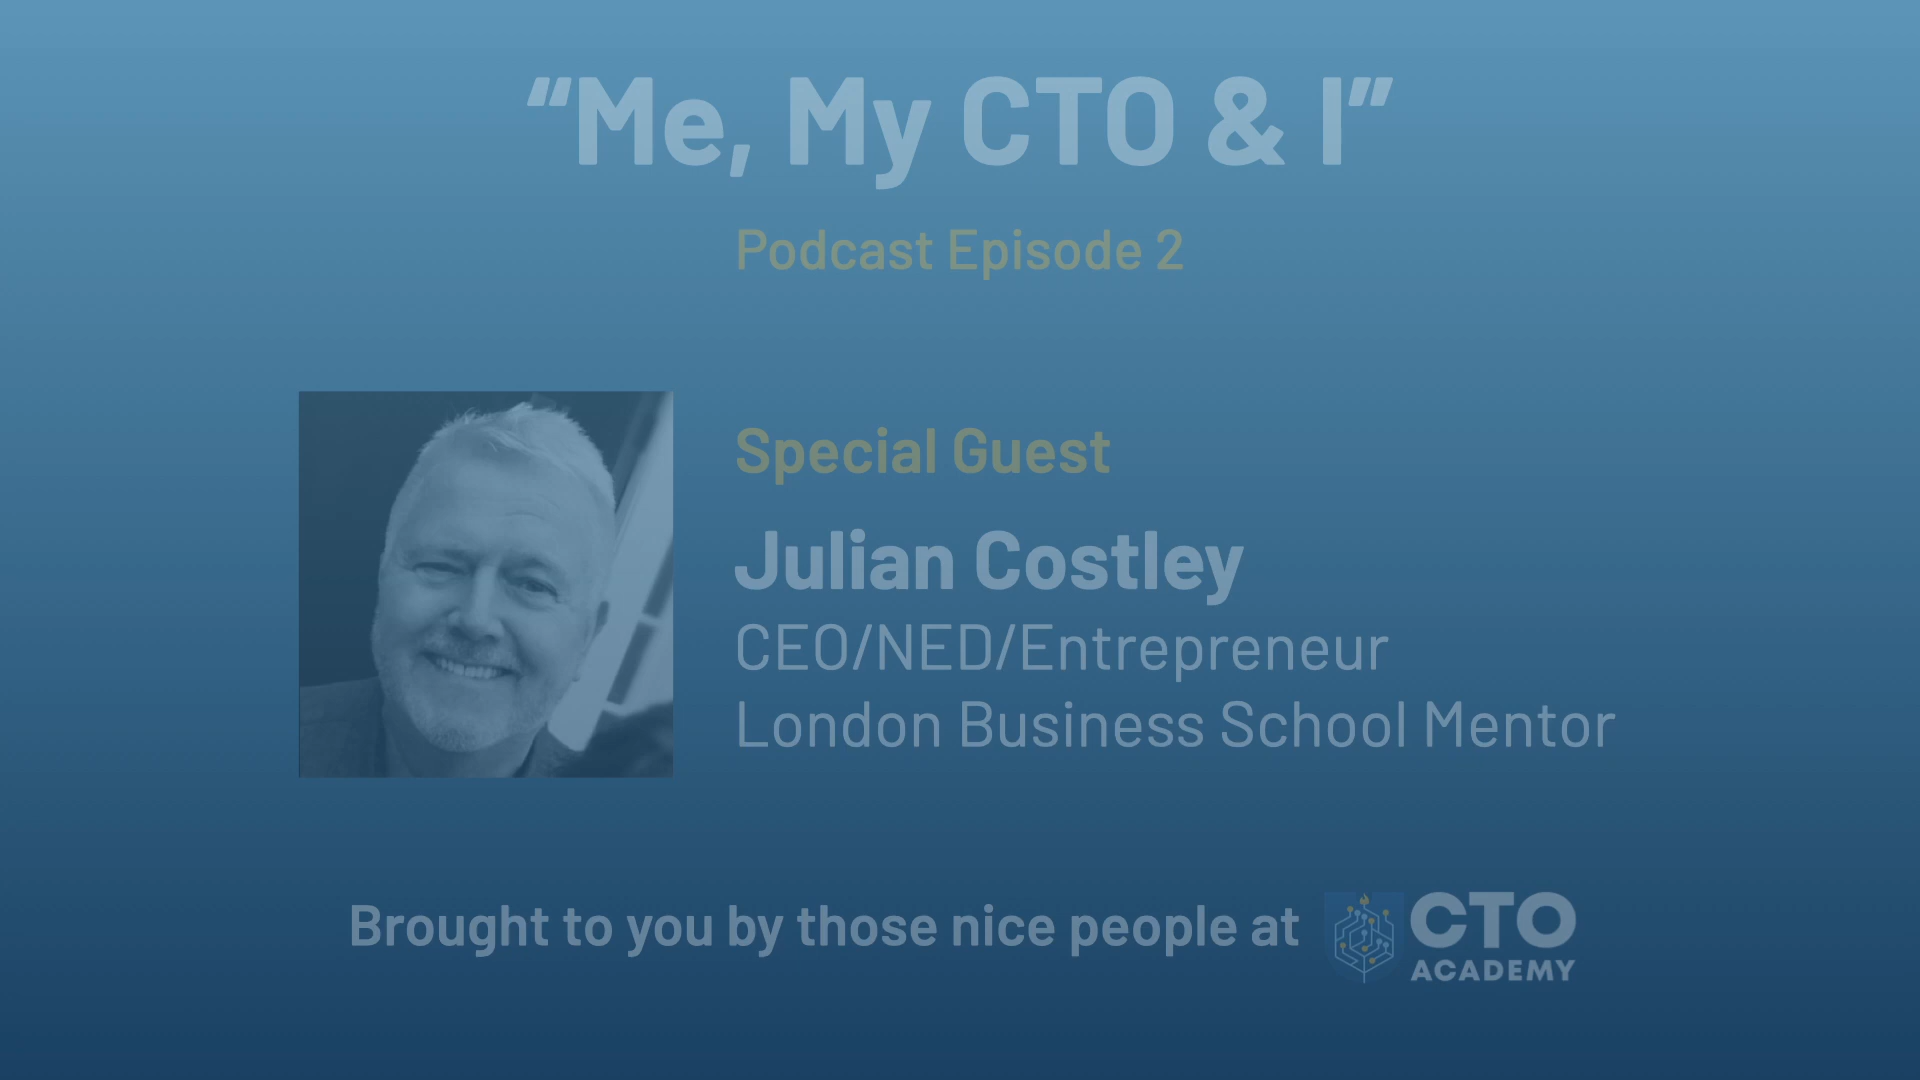 “Me, My CTO & I”
Podcast Episode 2
Special Guest
Julian Costley
CEO/NED/Entrepreneur
London Business School Mentor
Brought to you by those nice people at
CTO
ACADEMY